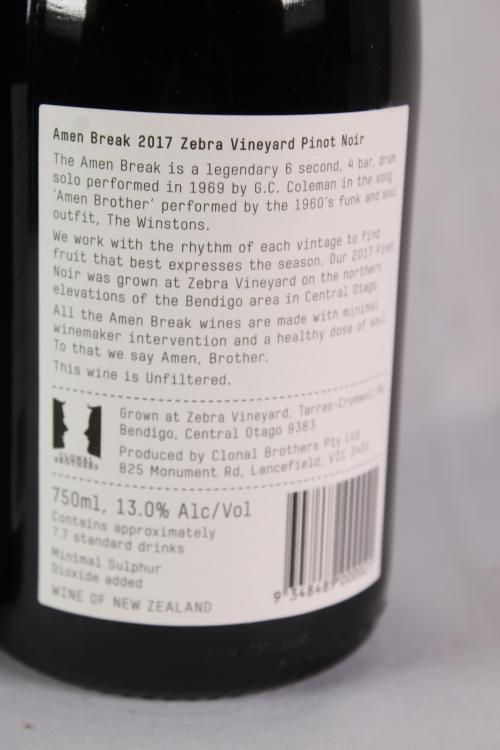 Amen Break 2017 Zebra Vineyard Pinot Noir
The Amen Break is a legendary 6 second, 4 bar, drum
solo performed in 1969 by G.C. Coleman in the song
'Amen Brother' performed by the 1960's funk and soul
outfit, The Winstons.
We work with the rhythm of each vintage to find
fruit that best expresses the season. Our 2017 Pinot
Noir was grown at Zebra Vineyard on the northern
elevations of the Bendigo area in Central Otago.
All the Amen Break wines are made with minimal
winemaker intervention and a healthy dose of soul.
To that we say Amen, Brother.
This wine is Unfiltered.
Grown at Zebra Vineyard, Tarras-Cromwell Rd
Bendigo, Central Otago 9383
Produced by Clonal Brothers Pty Ltd
825 Monument Rd, Lancefield, VIC 3435
CLONAL
BROTHERS
750ml, 13.0% Alc/Vol
Contains approximately
7.7 standard drinks
Minimal Sulphur
Dioxide added
WINE OF NEW ZEALAND